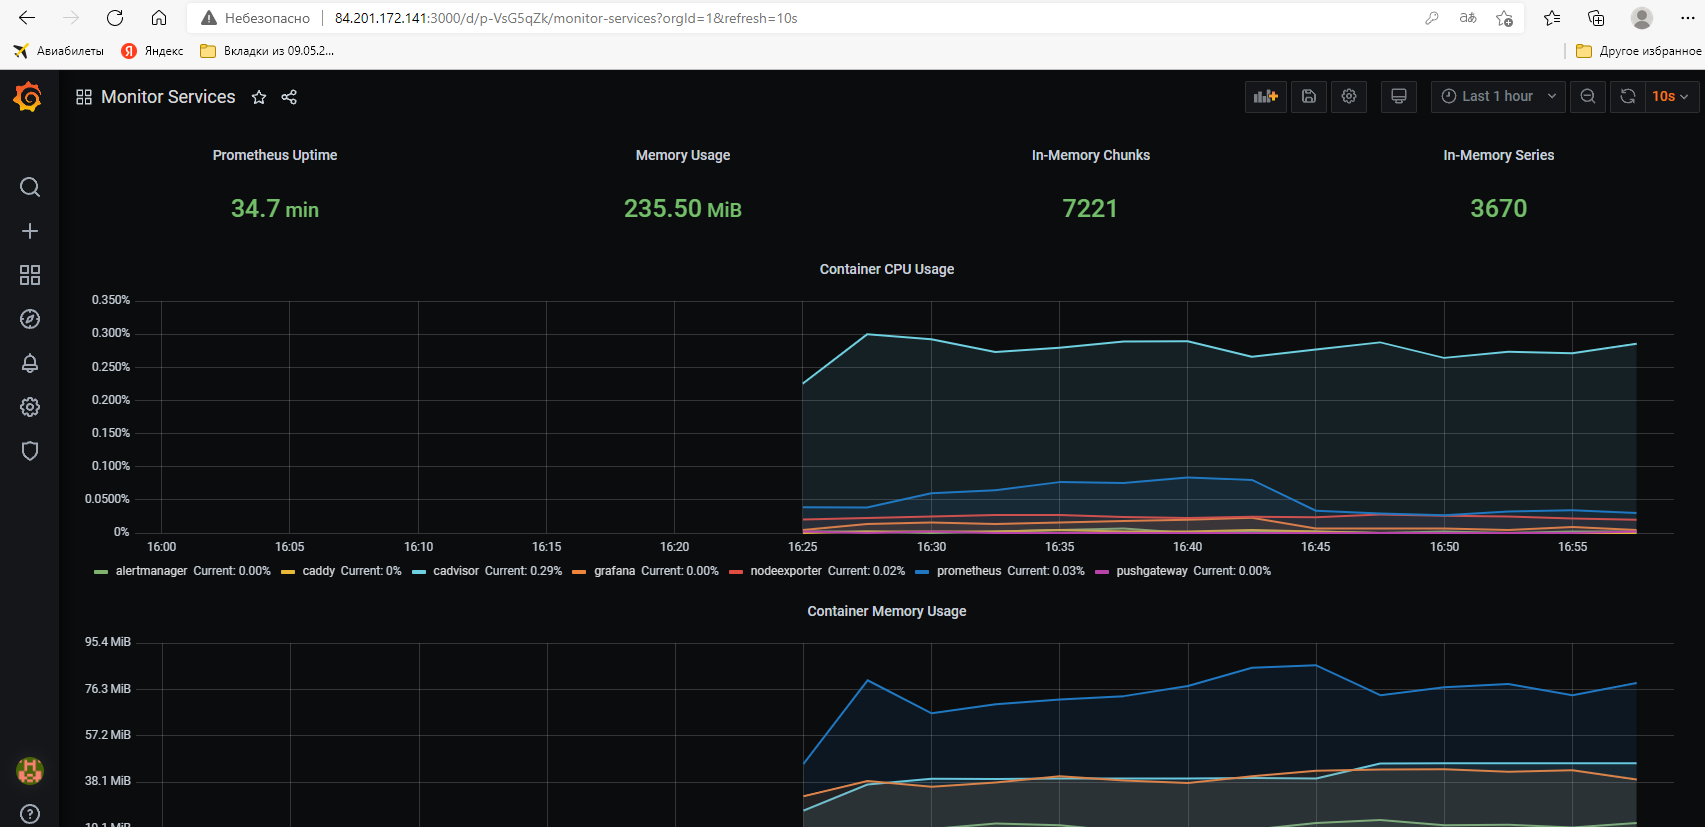 Небезопасно 84.201.172.141:3000/d/p-VsG5qZk/monitor-services?orgId=1&refresh=10s
Авиабилеты Яндекс Вкладки из 09.05.2... Другое избранное
Monitor Services Last 1 hour 10s
Prometheus Uptime Memory Usage In-Memory Chunks In-Memory Series
34.7 min 235.50 MiB 7221 3670
Container CPU Usage
0.350%
0.300%
0.250%
0.200%
0.150%
0.100%
0.0500%
0%
16:00 16:05 16:10 16:15 16:20 16:25 16:30 16:35 16:40 16:45 16:50 16:55
alertmanager Current: 0.00% caddy Current: 0% cadvisor Current: 0.29% grafana Current: 0.00% nodeexporter Current: 0.02% prometheus Current: 0.03% pushgateway Current: 0.00%
Container Memory Usage
95.4 MiB
76.3 MiB
57.2 MiB
38.1 MiB
19.1 MiB